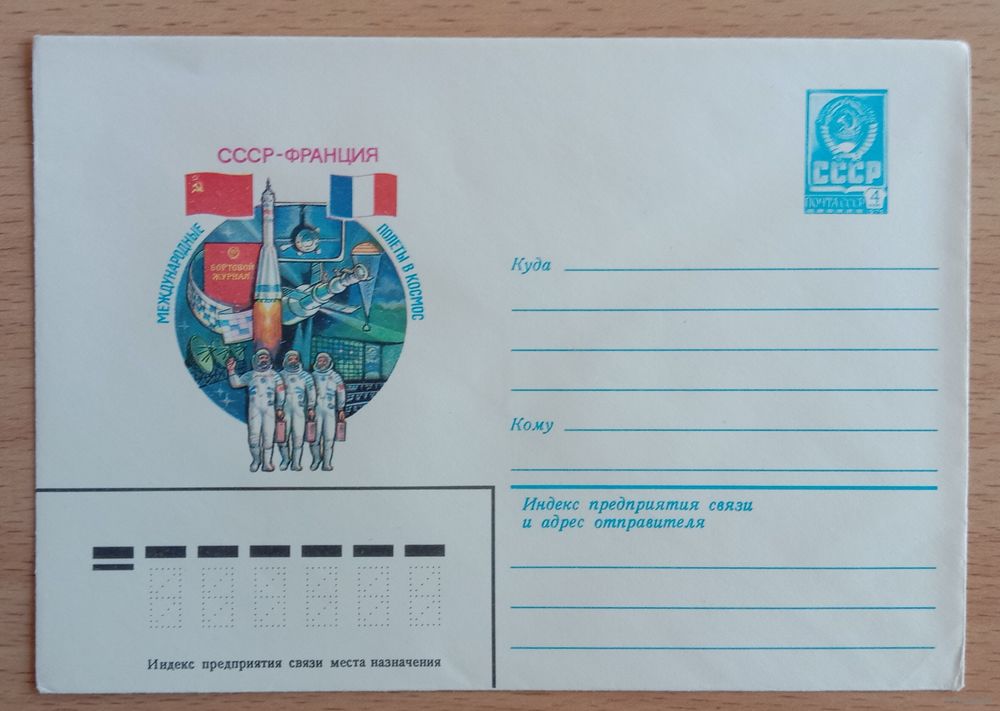 СССР-ФРАНЦИЯ
МЕЖДУНАРОДНЫЕ
ПОЛЕТЫ В КОСМОС
БОРТОВОЙ
ЖУРНАЛ
СССР
ПОЧТА СССР
4
Куда
Кому
Индекс предприятия связи
и адрес отправителя
Индекс предприятия связи места назначения